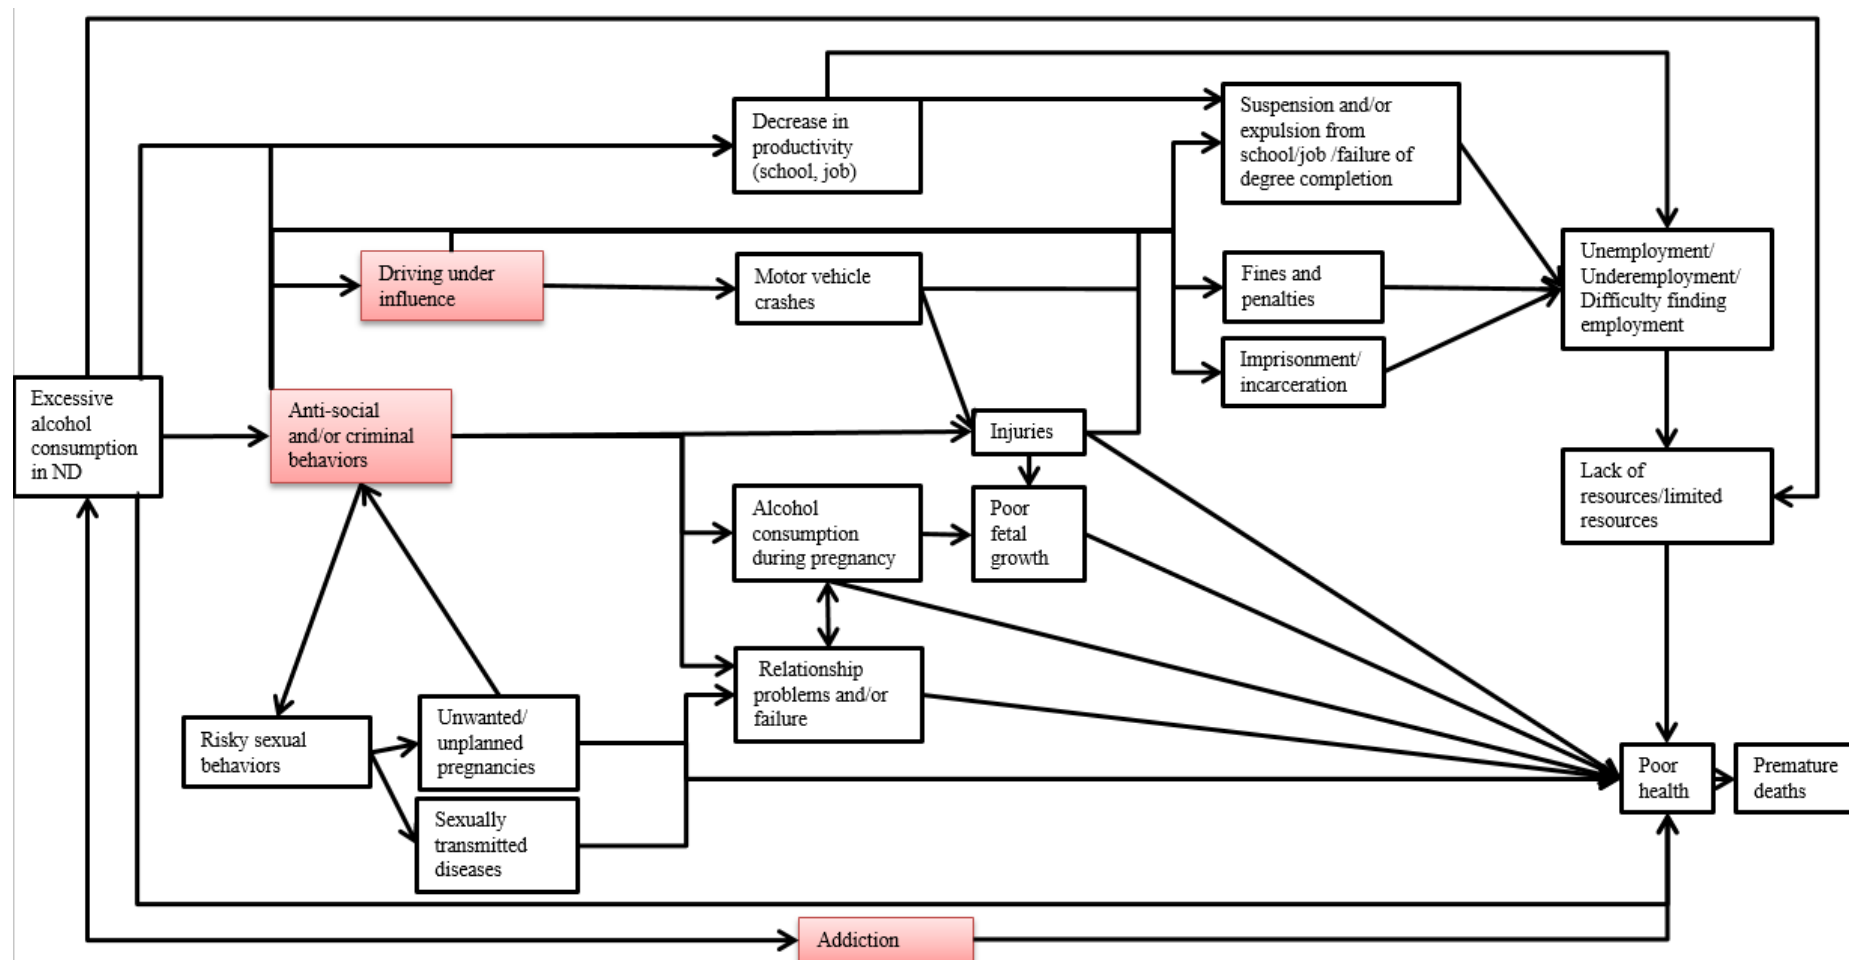 Decrease in
productivity
(school, job)
Suspension and/or
expulsion from
school/job /failure of
degree completion
Driving under
influence
Motor vehicle
crashes
Fines and
penalties
Unemployment/
Underemployment/
Difficulty finding
employment
Imprisonment/
incarceration
Excessive
alcohol
consumption
in ND
Anti-social
and/or criminal
behaviors
Injuries
Lack of
resources/limited
resources
Alcohol
consumption
during pregnancy
Poor
fetal
growth
Relationship
problems and/or
failure
Risky sexual
behaviors
Unwanted/
unplanned
pregnancies
Sexually
transmitted
diseases
Poor
health
Premature
deaths
Addiction